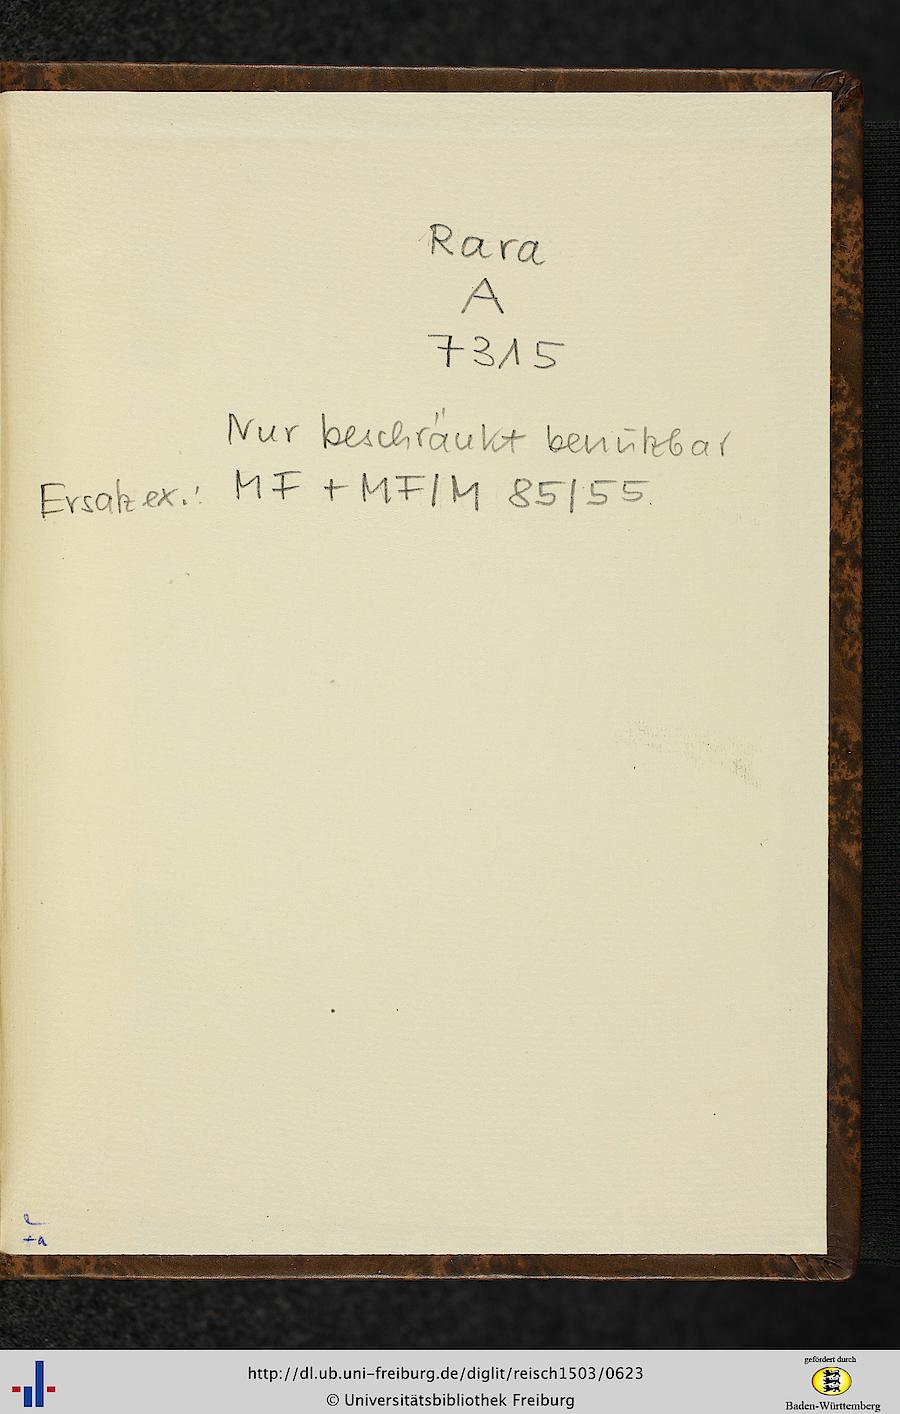 Rara
A
7315
Nur beschränkt benützbar
Ersatzex.: MF + MF/M 85/55.
+a
http://dl.ub.uni-freiburg.de/diglit/reisch1503/0623
© Universitätsbibliothek Freiburg
gefördert durch
Baden-Württemberg